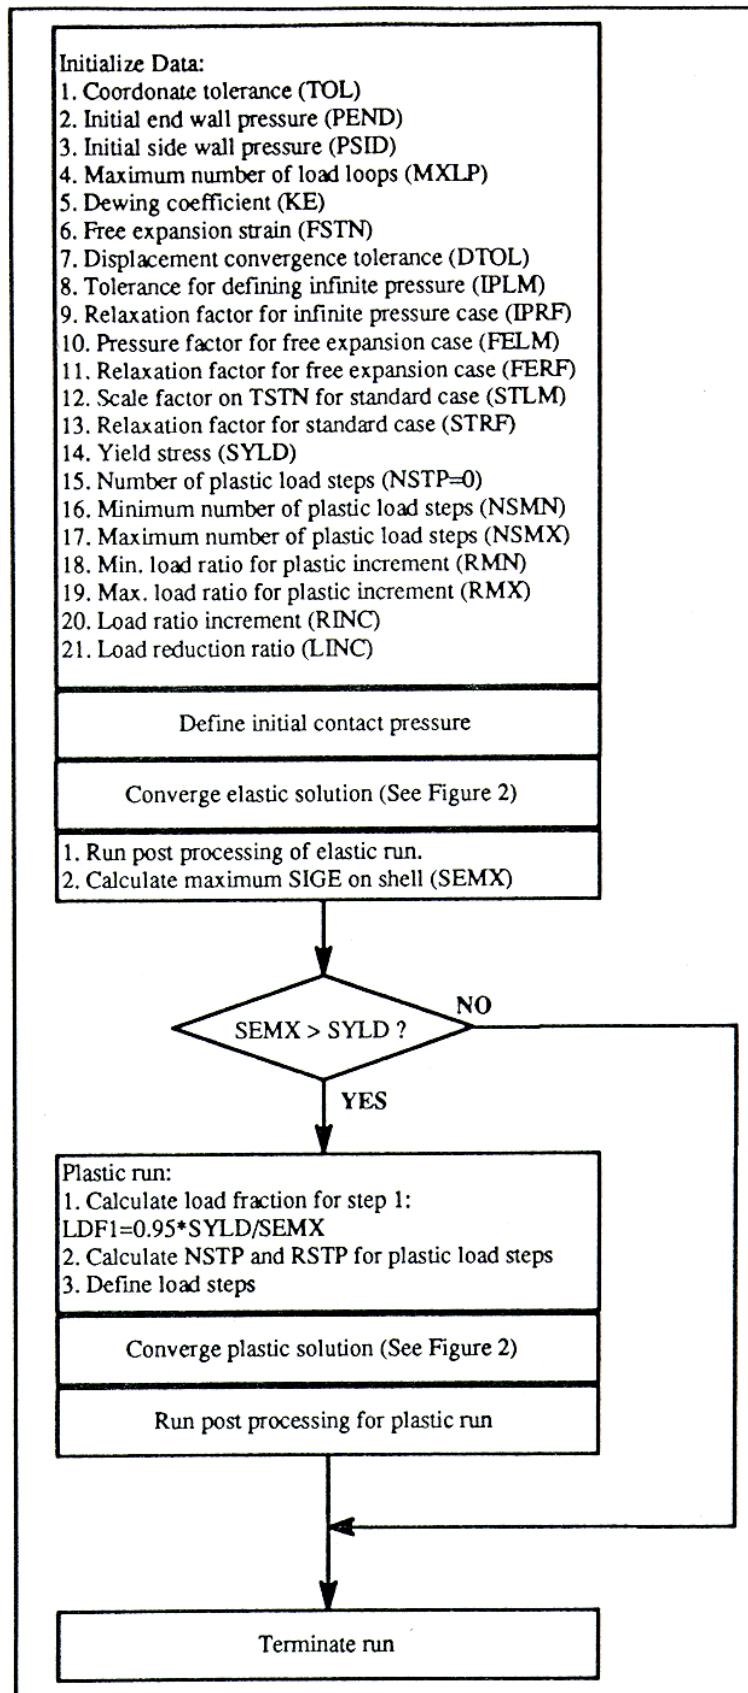 Initialize Data:
1. Coordonate tolerance (TOL)
2. Initial end wall pressure (PEND)
3. Initial side wall pressure (PSID)
4. Maximum number of load loops (MXLP)
5. Dewing coefficient (KE)
6. Free expansion strain (FSTN)
7. Displacement convergence tolerance (DTOL)
8. Tolerance for defining infinite pressure (IPLM)
9. Relaxation factor for infinite pressure case (IPRF)
10. Pressure factor for free expansion case (FELM)
11. Relaxation factor for free expansion case (FERF)
12. Scale factor on TSTN for standard case (STLM)
13. Relaxation factor for standard case (STRF)
14. Yield stress (SYLD)
15. Number of plastic load steps (NSTP=0)
16. Minimum number of plastic load steps (NSMN)
17. Maximum number of plastic load steps (NSMX)
18. Min. load ratio for plastic increment (RMN)
19. Max. load ratio for plastic increment (RMX)
20. Load ratio increment (RINC)
21. Load reduction ratio (LINC)
Define initial contact pressure
Converge elastic solution (See Figure 2)
1. Run post processing of elastic run.
2. Calculate maximum SIGE on shell (SEMX)
NO
SEMX > SYLD ?
YES
Plastic run:
1. Calculate load fraction for step 1:
LDF1=0.95*SYLD/SEMX
2. Calculate NSTP and RSTP for plastic load steps
3. Define load steps
Converge plastic solution (See Figure 2)
Run post processing for plastic run
Terminate run